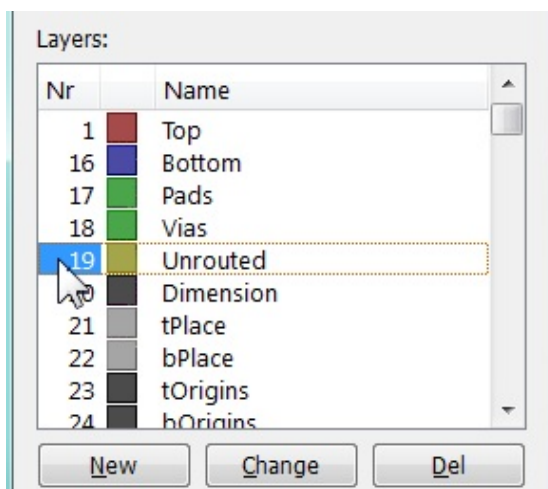 Layers:
Nr Name
1 Top
16 Bottom
17 Pads
18 Vias
19 Unrouted
Dimension
21 tPlace
22 bPlace
23 tOrigins
24 bOrigins
New Change Del